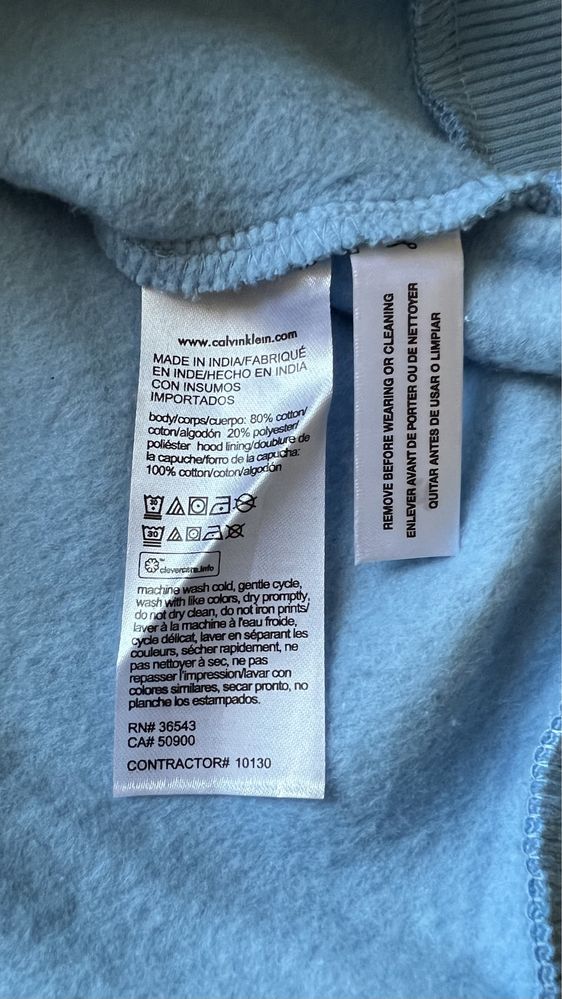 www.calvinklein.com
MADE IN INDIA/FABRIQUÉ
EN INDE/HECHO EN INDIA
CON INSUMOS
IMPORTADOS
body/corps/cuerpo: 80% cotton/
coton/algodón 20% polyester/
poliéster hood lining/doublure de
la capuche/forro de la capucha:
100% cotton/coton/algodón
30
30
clevercare.info
machine wash cold, gentle cycle,
wash with like colors, dry promptly,
do not dry clean, do not iron prints/
laver à la machine à l'eau froide,
cycle délicat, laver en séparant les
couleurs, sécher rapidement, ne
pas nettoyer à sec, ne pas
repasser l'impression/lavar con
colores similares, secar pronto, no
planche los estampados.
RN# 36543
CA# 50900
CONTRACTOR# 10130
REMOVE BEFORE WEARING OR CLEANING
ENLEVER AVANT DE PORTER OU DE NETTOYER
QUITAR ANTES DE USAR O LIMPIAR